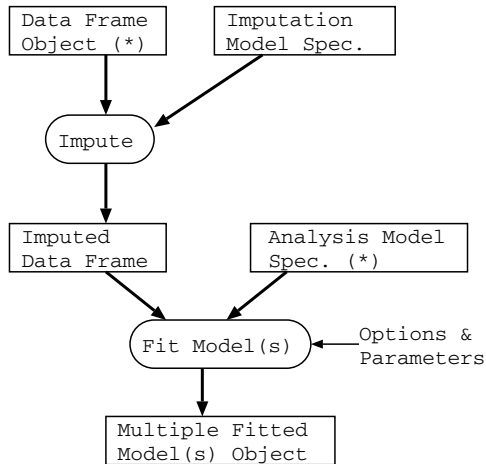 Data Frame
Object (*)
Imputation
Model Spec.
Impute
Imputed
Data Frame
Analysis Model
Spec. (*)
Fit Model(s)
Options &
Parameters
Multiple Fitted
Model(s) Object